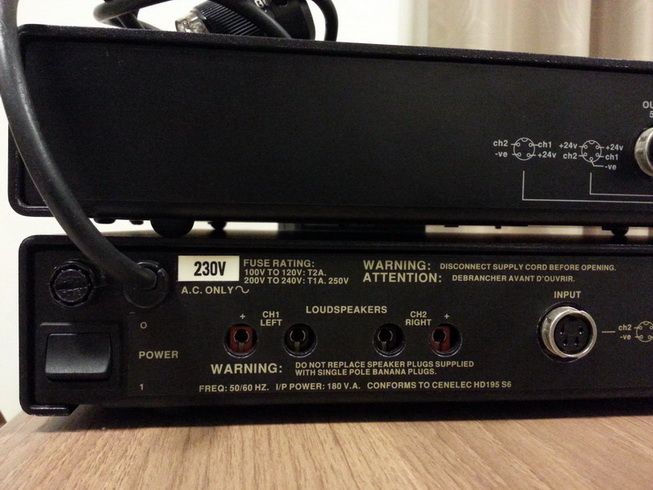 OU
5
ch2 ch1 +24v +24v
-ve +24v ch2 ch1
-ve
230V
A.C. ONLY
FUSE RATING:
100V TO 120V: T2A.
200V TO 240V: T1A. 250V
WARNING: DISCONNECT SUPPLY CORD BEFORE OPENING.
ATTENTION: DEBRANCHER AVANT D'OUVRIR.
O
POWER
1
LOUDSPEAKERS
+ CH1 LEFT
CH2 RIGHT +
INPUT
ch2
-ve
WARNING: DO NOT REPLACE SPEAKER PLUGS SUPPLIED
WITH SINGLE POLE BANANA PLUGS.
FREQ: 50/60 HZ. I/P POWER: 180 V.A. CONFORMS TO CENELEC HD195 S6